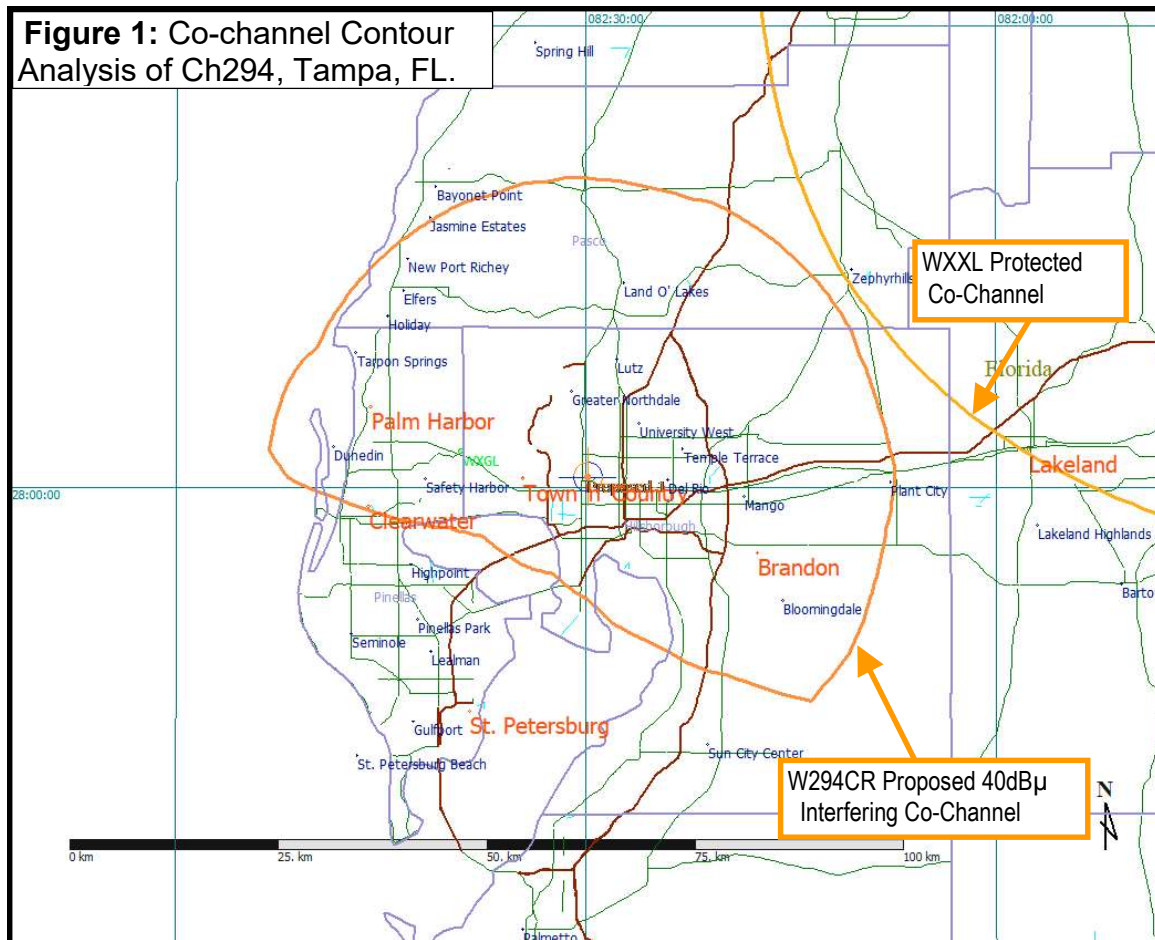 Figure 1: Co-channel Contour
Analysis of Ch294, Tampa, FL.
082:30:00
082:00:00
Spring Hill
Bayonet Point
Jasmine Estates
Pasco
New Port Richey
Zephyrhills
Land O' Lakes
Elfers
Holiday
WXXL Protected
Co-Channel
Tarpon Springs
Lutz
Florida
Greater Northdale
Palm Harbor
University West
Dunedin
WXGL
Temple Terrace
Lakeland
28:00:00
Safety Harbor
Town 'n' Country
Del Rio
Plant City
Mango
Clearwater
Hillsborough
Lakeland Highlands
Highpoint
Brandon
Pinellas
Bloomingdale
Barto
Pinellas Park
Seminole
Lealman
Gulfport
St. Petersburg
St. Petersburg Beach
Sun City Center
W294CR Proposed 40dBµ
Interfering Co-Channel
N
0 km
25. km
50. km
75. km
100 km
Palmetto